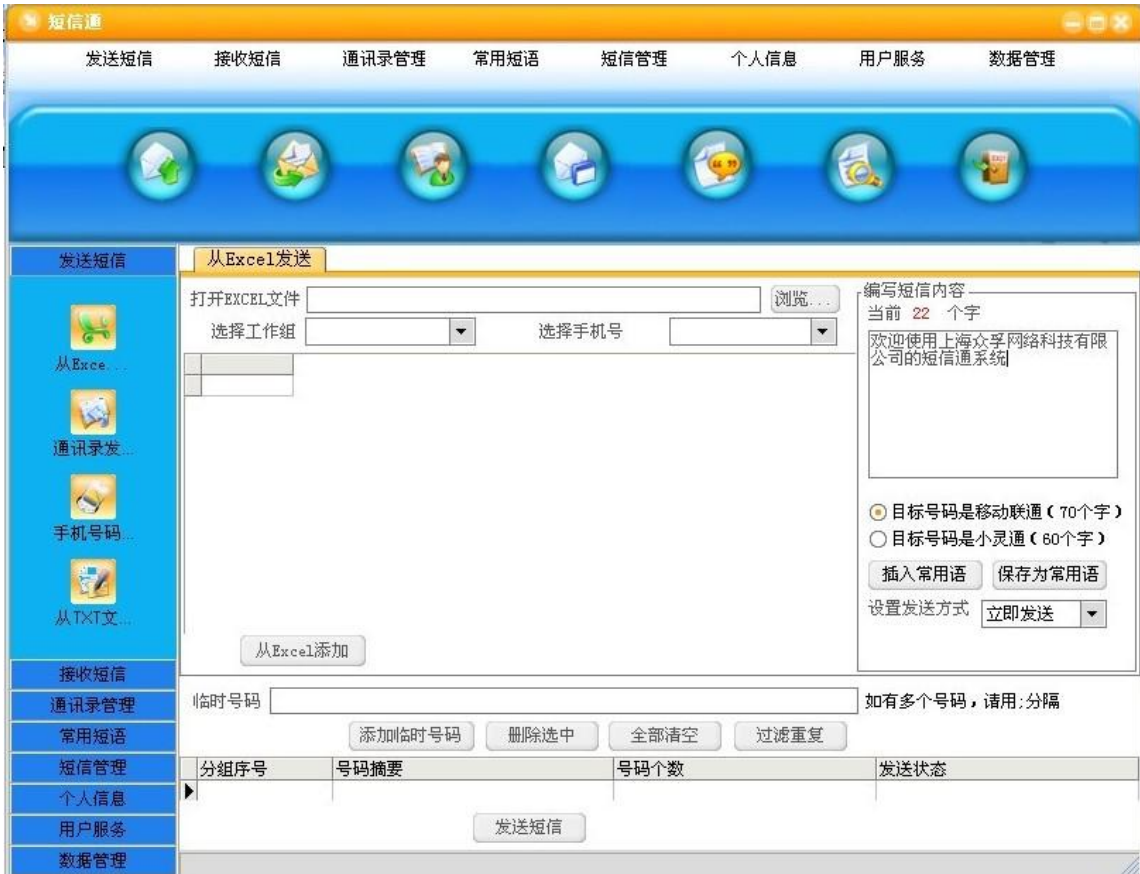 短信通
发送短信 接收短信 通讯录管理 常用短语 短信管理 个人信息 用户服务 数据管理
发送短信
从Exce...
通讯录发...
手机号码...
从TXT文...
接收短信
通讯录管理
常用短语
短信管理
个人信息
用户服务
数据管理
从Excel发送
打开EXCEL文件 浏览...
选择工作组 选择手机号
从Excel添加
编写短信内容
当前 22 个字
欢迎使用上海众孚网络科技有限
公司的短信通系统
目标号码是移动联通(70个字)
目标号码是小灵通(60个字)
插入常用语 保存为常用语
设置发送方式 立即发送
临时号码 如有多个号码,请用;分隔
添加临时号码 删除选中 全部清空 过滤重复
分组序号 号码摘要 号码个数 发送状态
发送短信